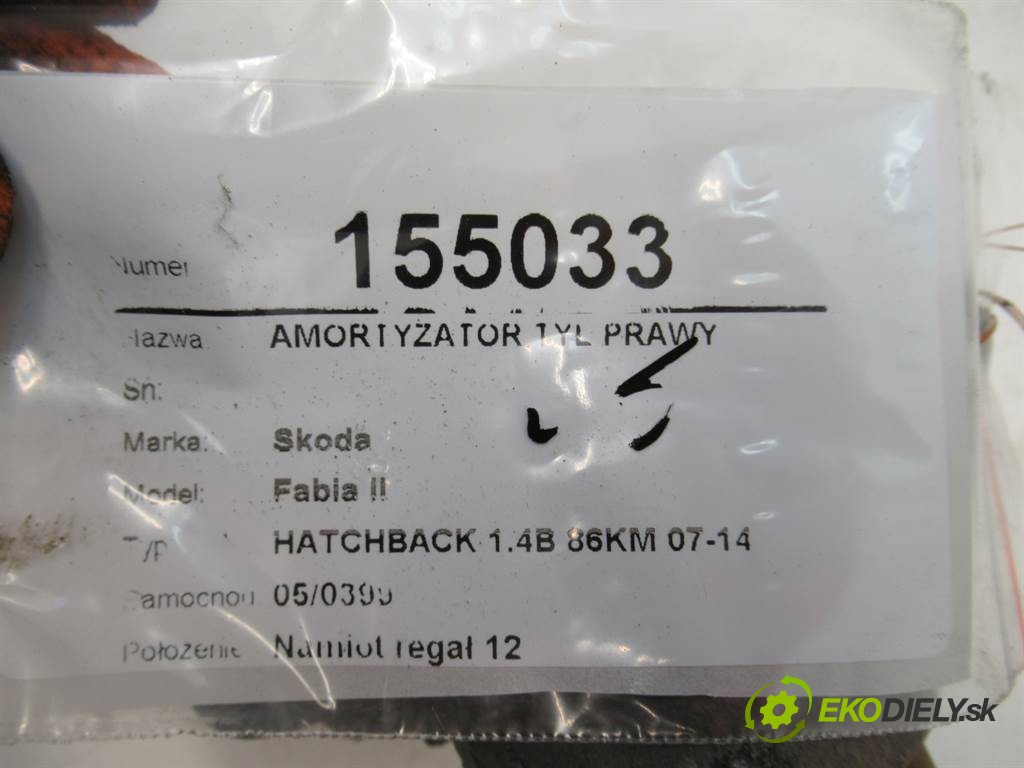 Numer 155033
Nazwa AMORTYZATOR TYŁ PRAWY
Sn:
Marka: Skoda
Model: Fabia II
Typ HATCHBACK 1.4B 86KM 07-14
Samochód 05/0399
Położenie Namiot regał 12
EKODIELY.sk